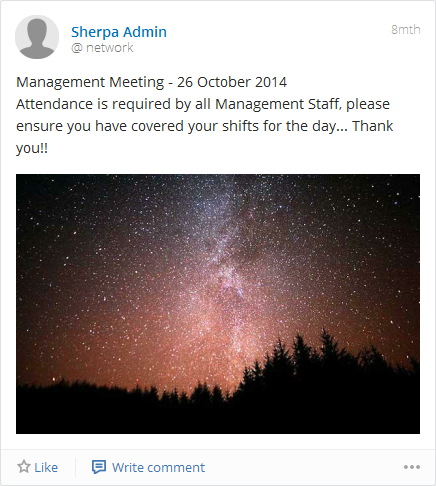 Sherpa Admin
8mth
@ network
Management Meeting - 26 October 2014
Attendance is required by all Management Staff, please
ensure you have covered your shifts for the day... Thank
you!!
Like
Write comment